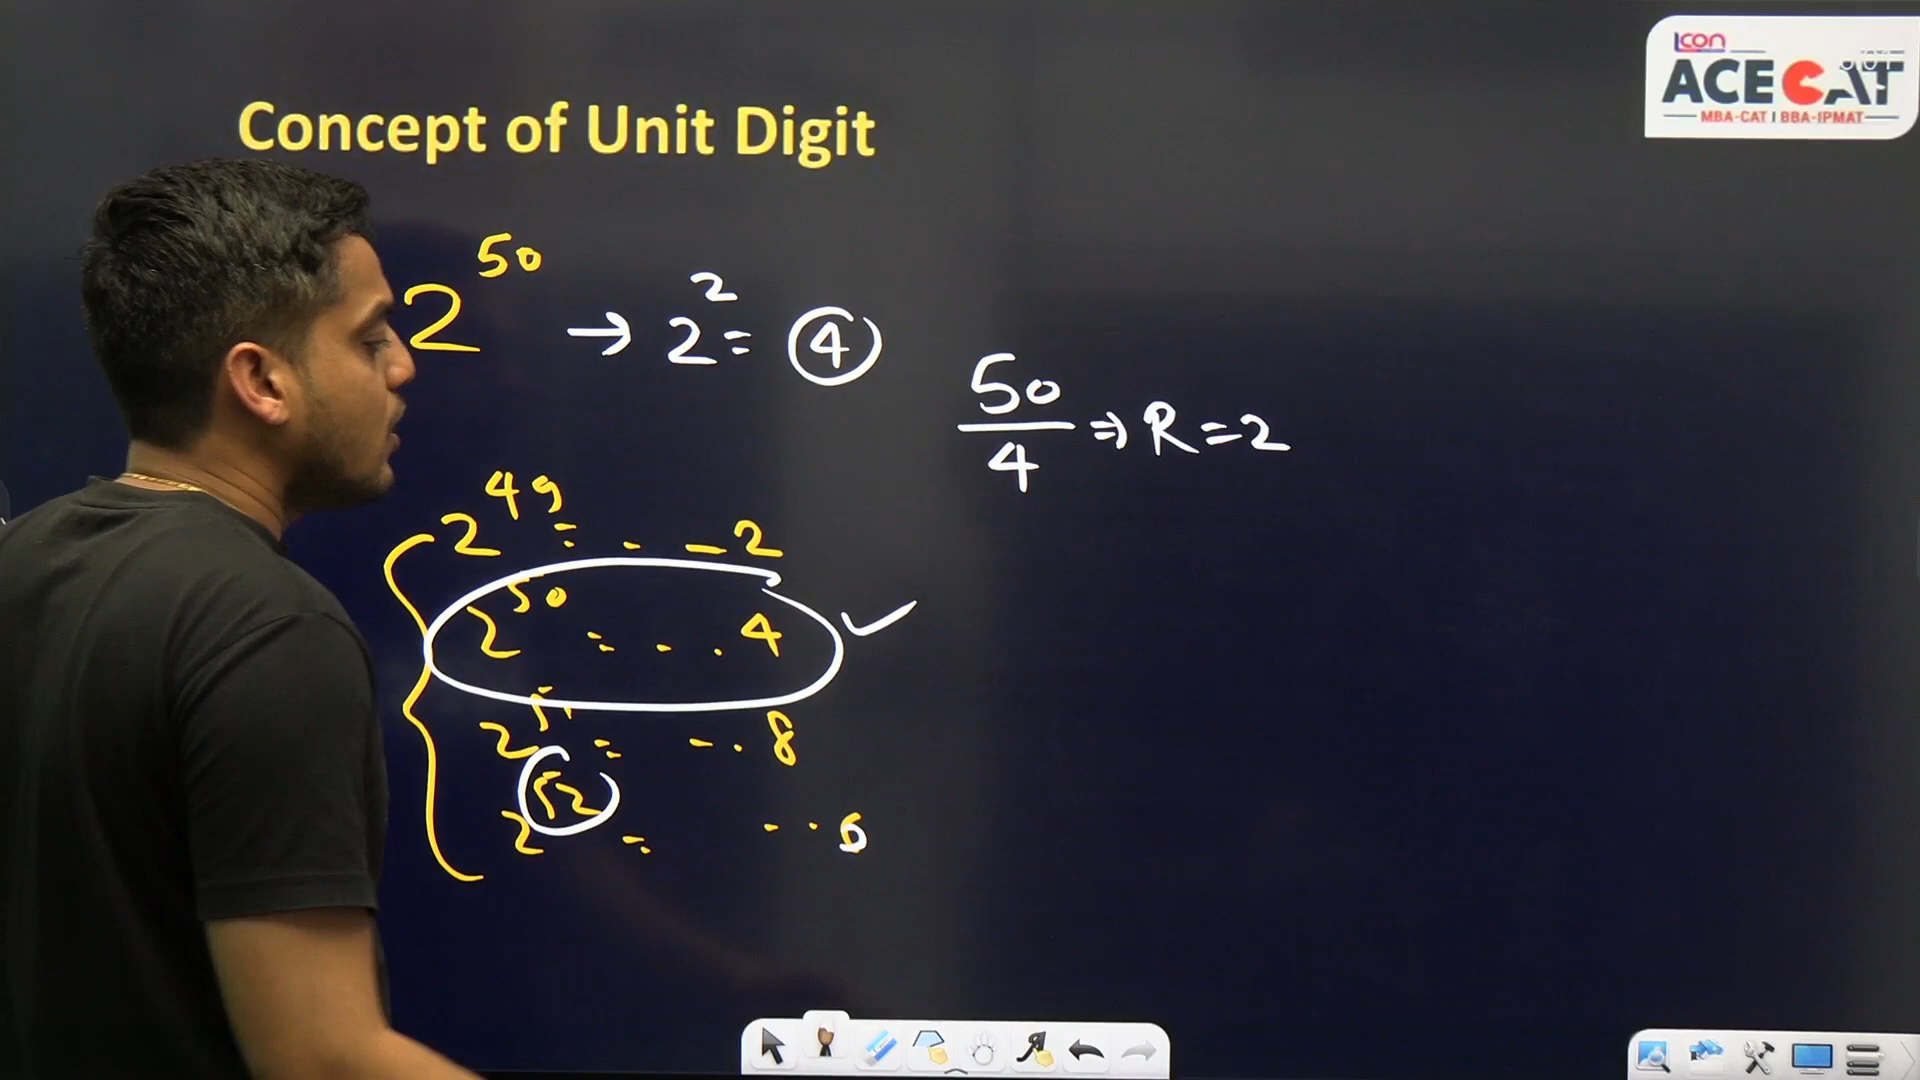 Icon
ACE CAT
MBA-CAT | BBA-IPMAT
Concept of Unit Digit
2^50 → 2^2 = 4
50/4 ⇒ R = 2
2^49 = - - 2
2^50 = - . 4
2^51 = - . 8
2^52 = - . 6